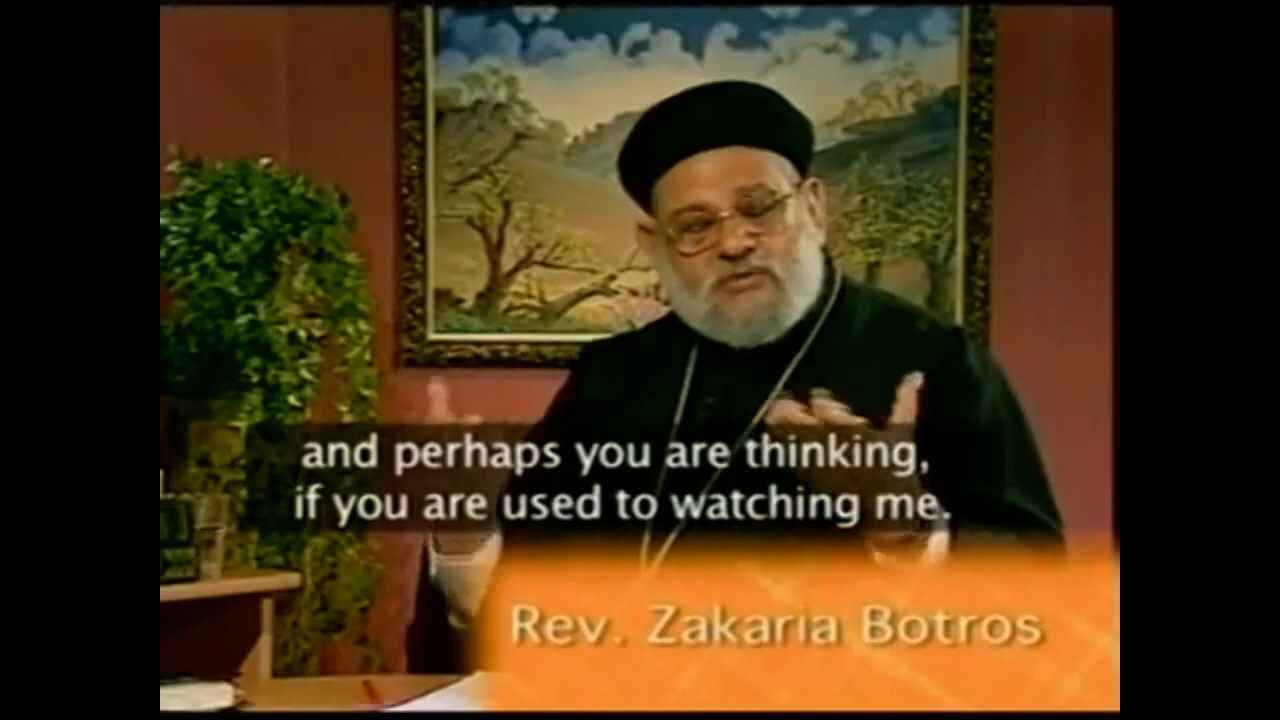 and perhaps you are thinking,
if you are used to watching me.
Rev. Zakaria Botros